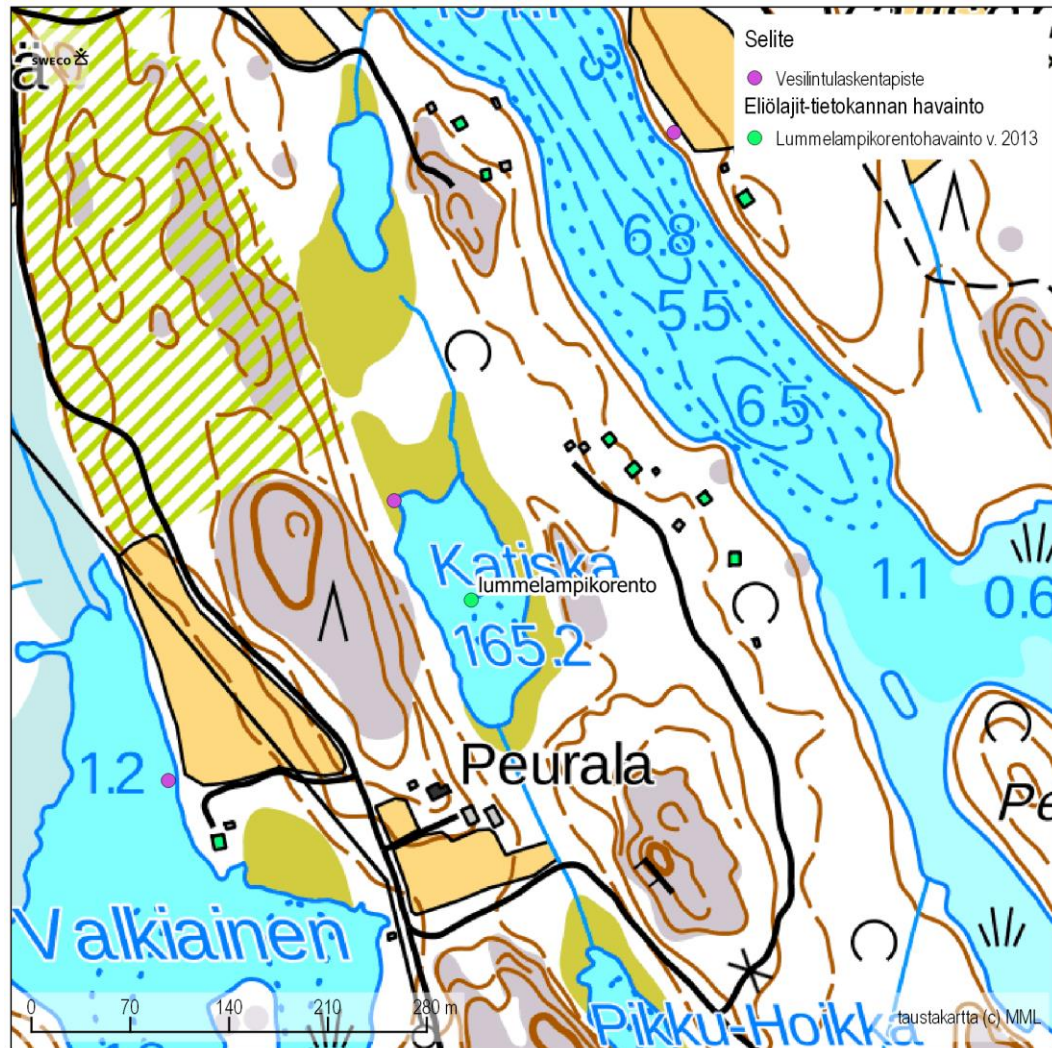 ä
SWECO
Selite
Vesilintulaskentapiste
Eliölajit-tietokannan havainto
Lummelampikorentohavainto v. 2013
3
6.8
5.5
6.5
Katiska
lummelampikorento
165.2
1.1
0.6
1.2
Peurala
Pe
Valkiainen
0 70 140 210 280 m
Pikku-Hoikka
taustakartta (c) MML